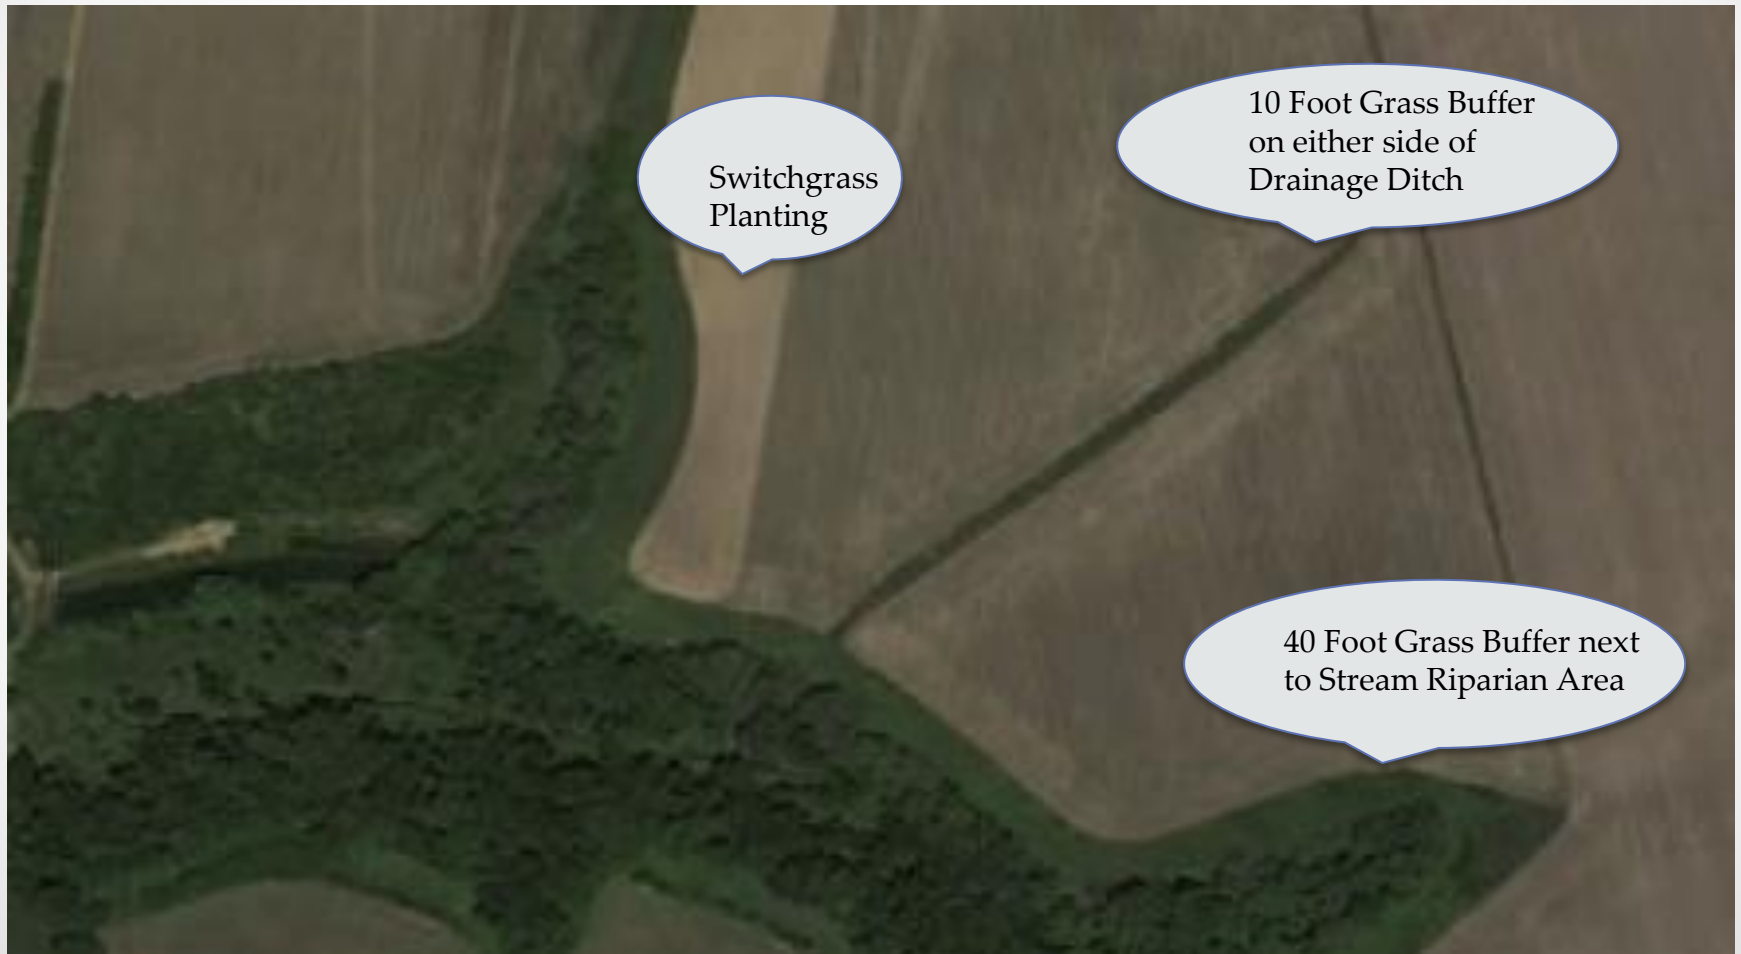 Switchgrass
Planting
10 Foot Grass Buffer
on either side of
Drainage Ditch
40 Foot Grass Buffer next
to Stream Riparian Area